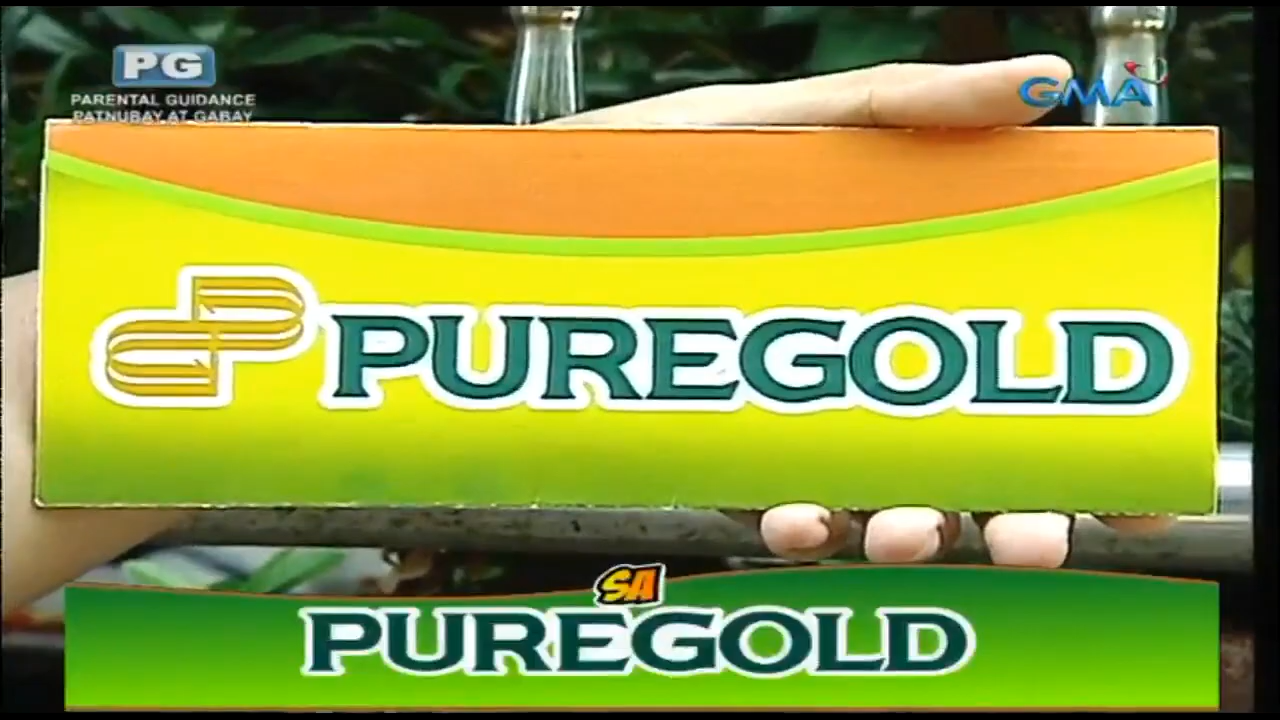 PG
PARENTAL GUIDANCE
PATNUBAY AT GABAY
GMA
PUREGOLD
SA
PUREGOLD